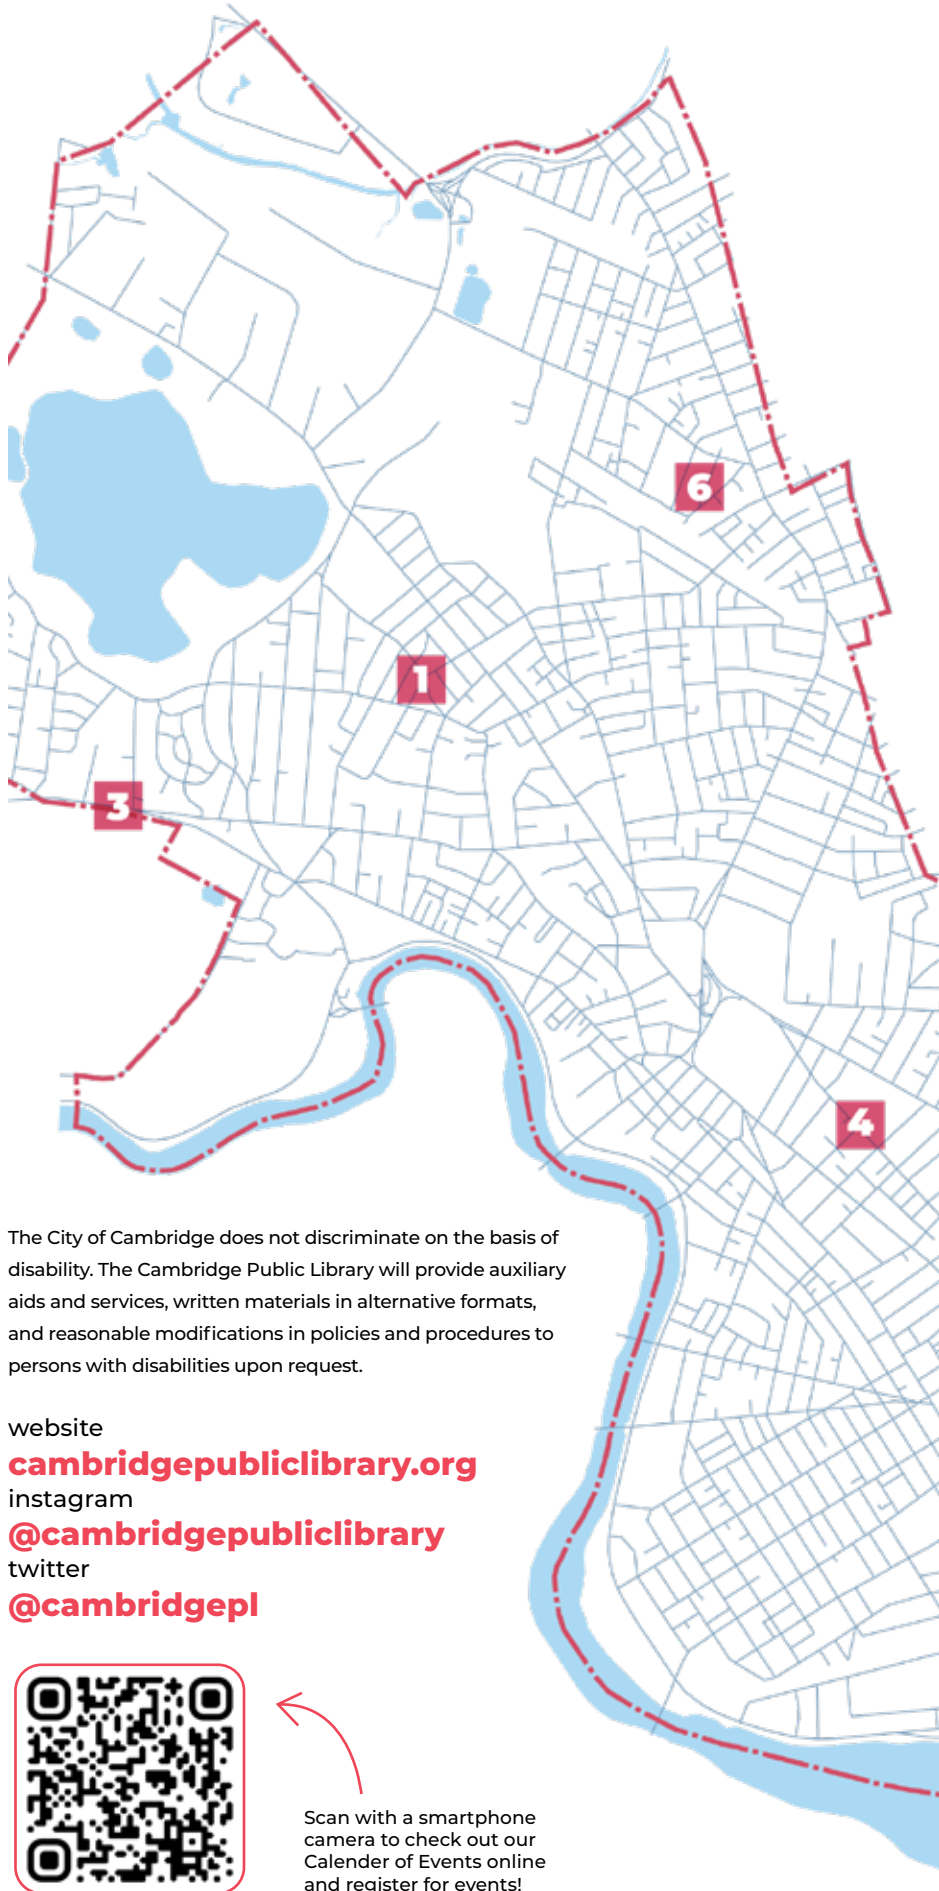 6
1
3
4
The City of Cambridge does not discriminate on the basis of
disability. The Cambridge Public Library will provide auxiliary
aids and services, written materials in alternative formats,
and reasonable modifications in policies and procedures to
persons with disabilities upon request.
website
cambridgepubliclibrary.org
instagram
@cambridgepubliclibrary
twitter
@cambridgepl
Scan with a smartphone
camera to check out our
Calender of Events online
and register for events!